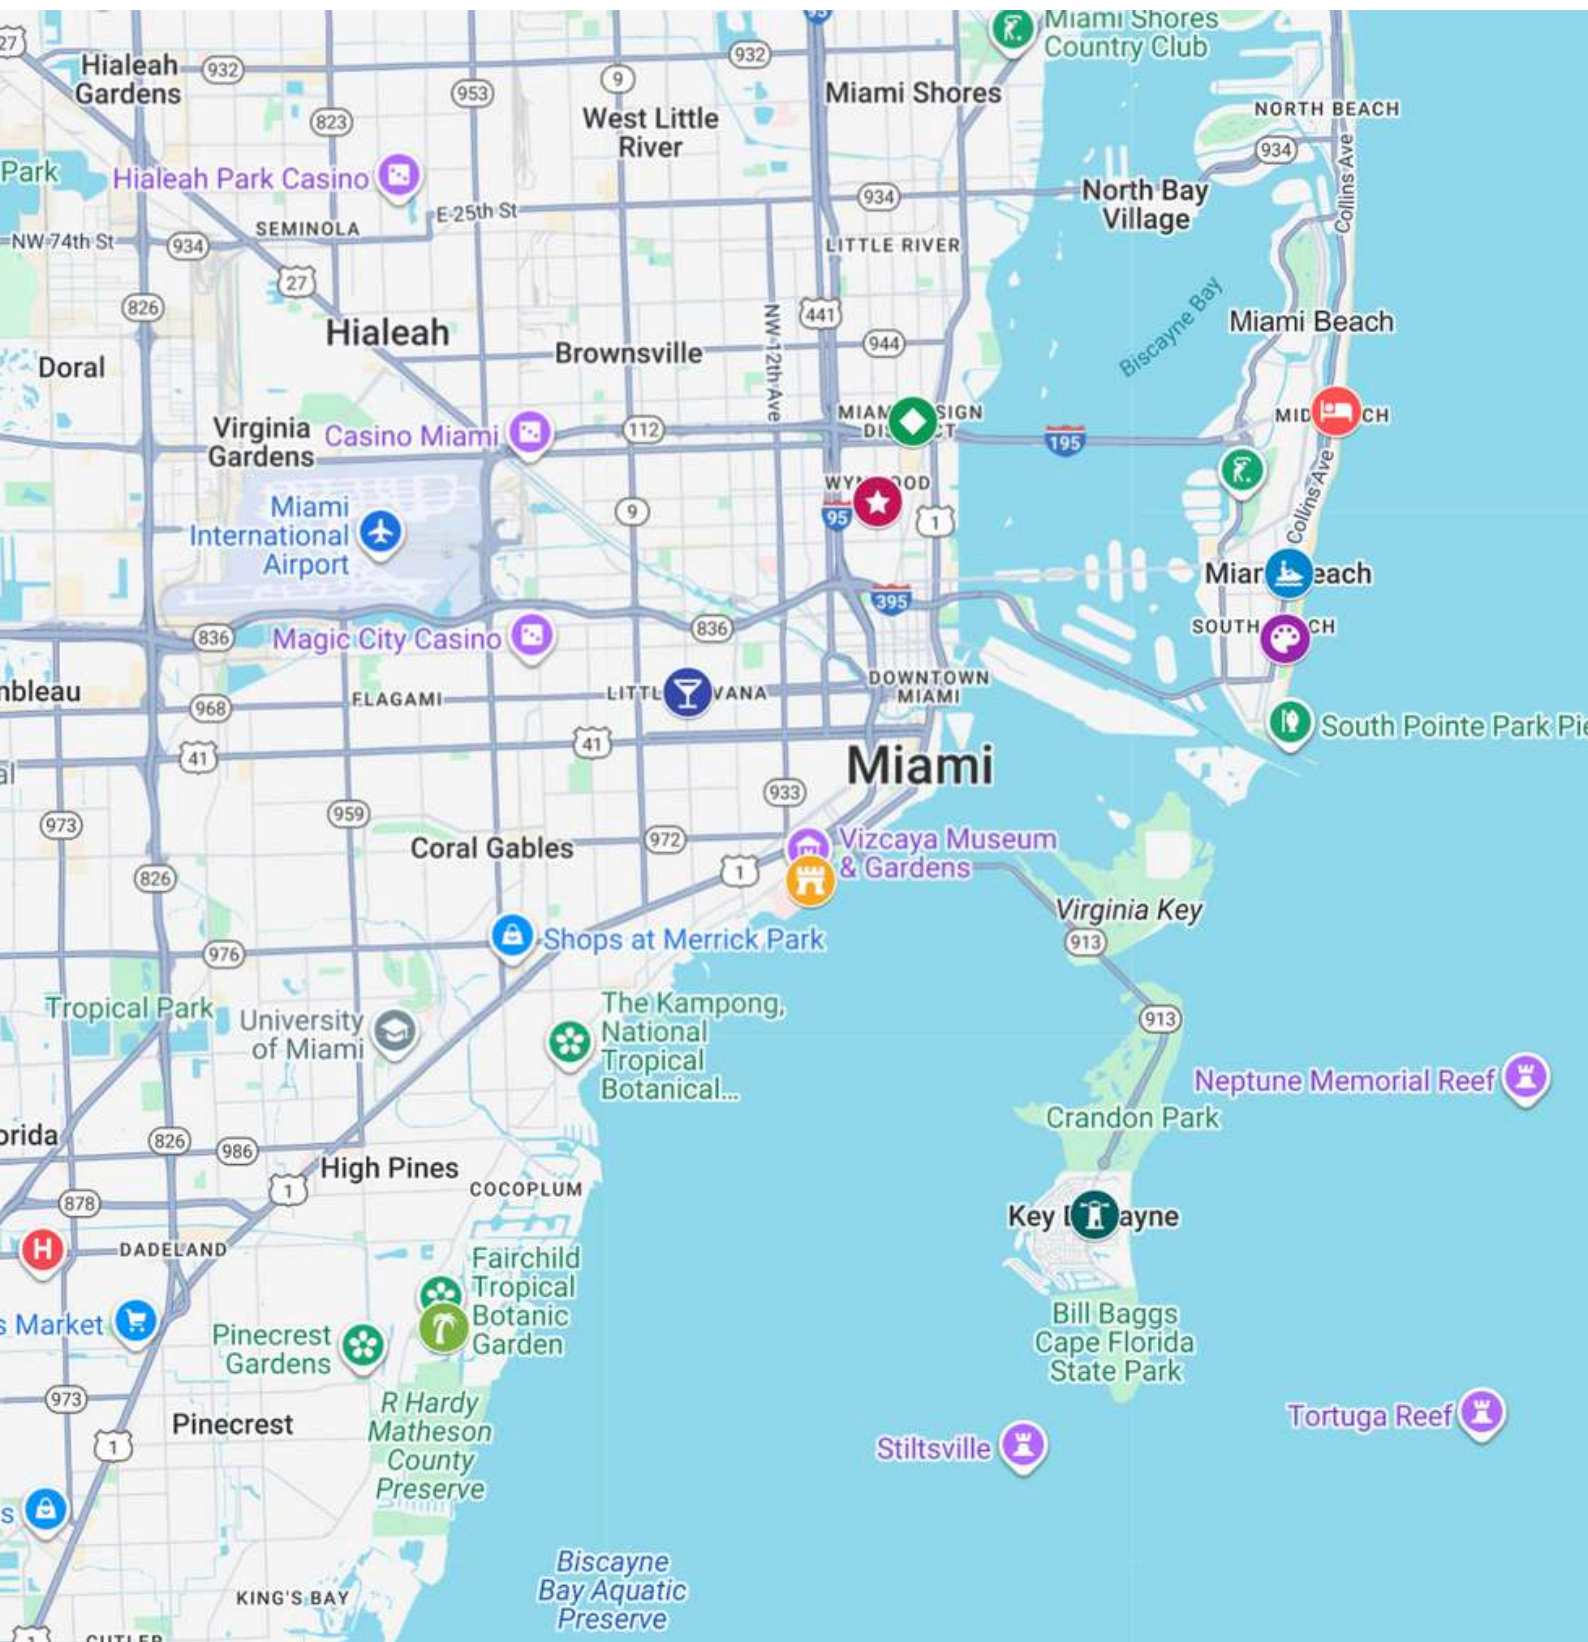 27
95
Miami Shores
Country Club
Hialeah
Gardens
932
932
9
953
823
Miami Shores
West Little
River
NORTH BEACH
934
Collins Ave
Park
Hialeah Park Casino
934
North Bay
Village
E 25th St
SEMINOLA
NW 74th St
934
LITTLE RIVER
27
826
441
NW 12th Ave
Biscayne Bay
Miami Beach
Hialeah
944
Brownsville
Doral
Virginia
Gardens
Casino Miami
112
195
9
95
1
Collins Ave
Miami
International
Airport
395
836
836
Magic City Casino
DOWNTOWN
MIAMI
FLAGAMI
968
41
41
South Pointe Park Pie
Miami
933
959
973
Coral Gables
972
Vizcaya Museum
& Gardens
1
826
Virginia Key
913
Shops at Merrick Park
976
Tropical Park
University
of Miami
The Kampong,
National
Tropical
Botanical...
913
Neptune Memorial Reef
Crandon Park
orida
826
986
High Pines
1
COCOPLUM
878
Key
ayne
H
DADELAND
Fairchild
Tropical
Botanic
Garden
s Market
Pinecrest
Gardens
Bill Baggs
Cape Florida
State Park
973
R Hardy
Matheson
County
Preserve
Pinecrest
1
Stiltsville
Tortuga Reef
s
Biscayne
Bay Aquatic
Preserve
KING'S BAY
1